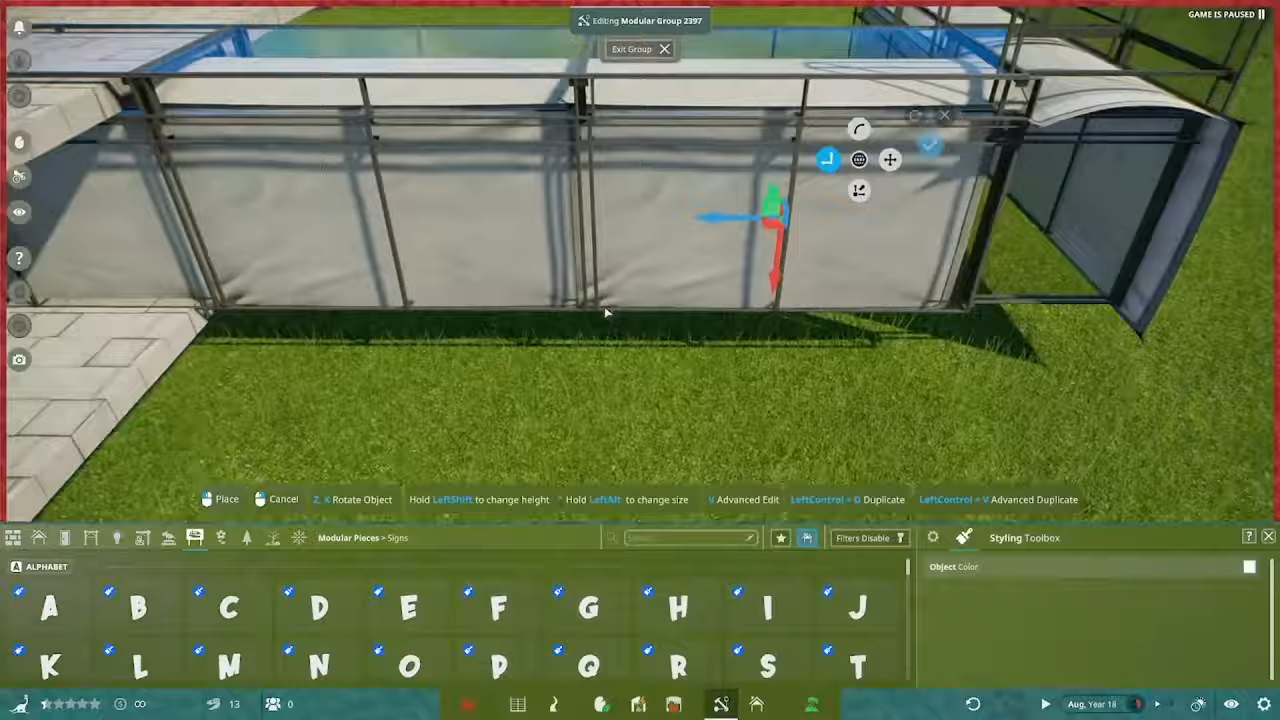 Editing Modular Group 2397
GAME IS PAUSED
Exit Group
Place
Cancel
Z, X Rotate Object
Hold LeftShift to change height
Hold LeftAlt to change size
V Advanced Edit
LeftControl + D Duplicate
LeftControl + V Advanced Duplicate
Modular Pieces > Signs
Filters Disable
Styling Toolbox
?
A ALPHABET
Object Color
A B C D E F G H I J
K L M N O P Q R S T
∞
13
0
Aug, Year 18